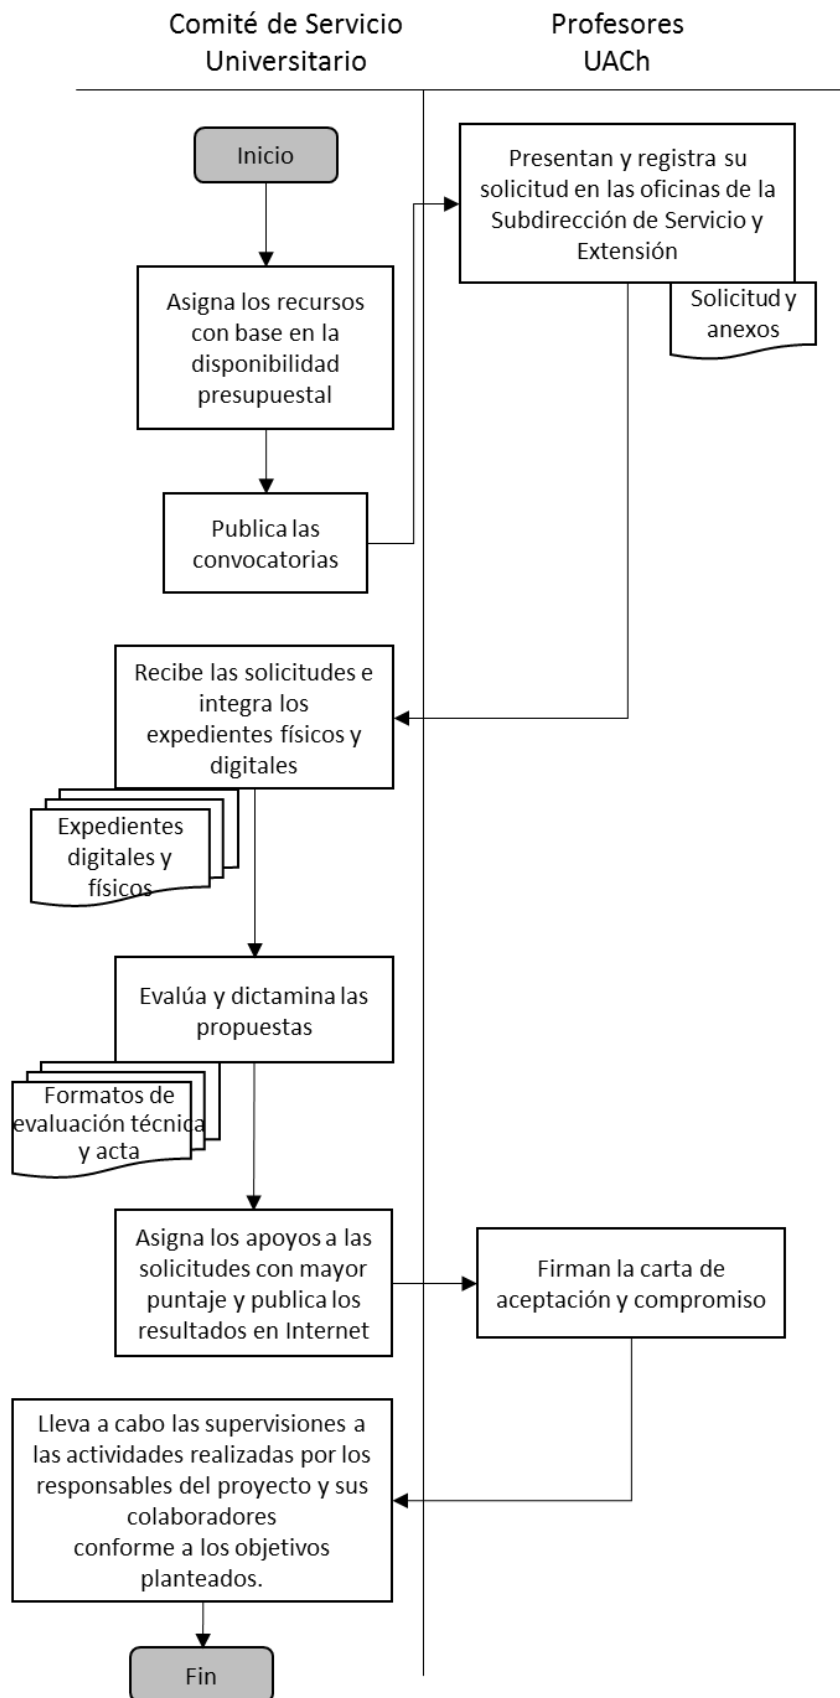 Comité de Servicio
Universitario
Profesores
UACh
Inicio
Asigna los recursos
con base en la
disponibilidad
presupuestal
Publica las
convocatorias
Presentan y registra su
solicitud en las oficinas de la
Subdirección de Servicio y
Extensión
Solicitud y
anexos
Recibe las solicitudes e
integra los
expedientes físicos y
digitales
Expedientes
digitales y
físicos
Evalúa y dictamina las
propuestas
Formatos de
evaluación técnica
y acta
Asigna los apoyos a las
solicitudes con mayor
puntaje y publica los
resultados en Internet
Firman la carta de
aceptación y compromiso
Lleva a cabo las supervisiones a
las actividades realizadas por los
responsables del proyecto y sus
colaboradores
conforme a los objetivos
planteados.
Fin